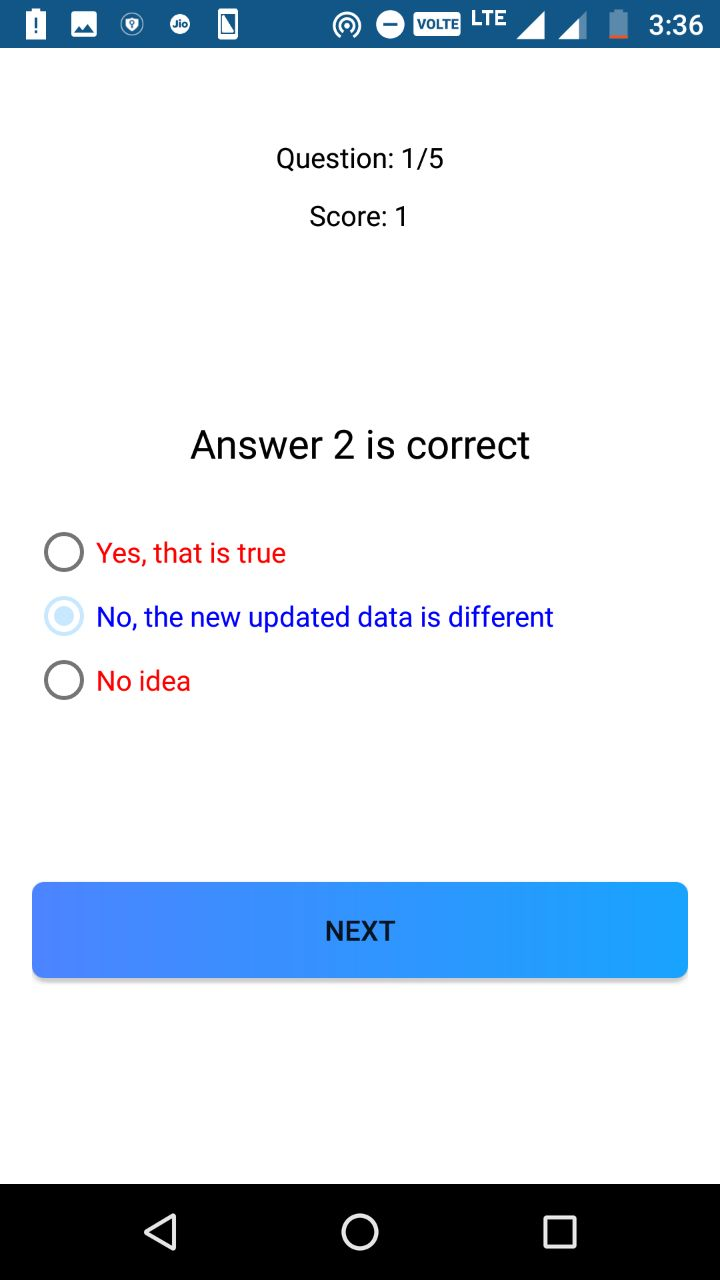 Jio VOLTE LTE 3:36
Question: 1/5
Score: 1
Answer 2 is correct
Yes, that is true
No, the new updated data is different
No idea
NEXT